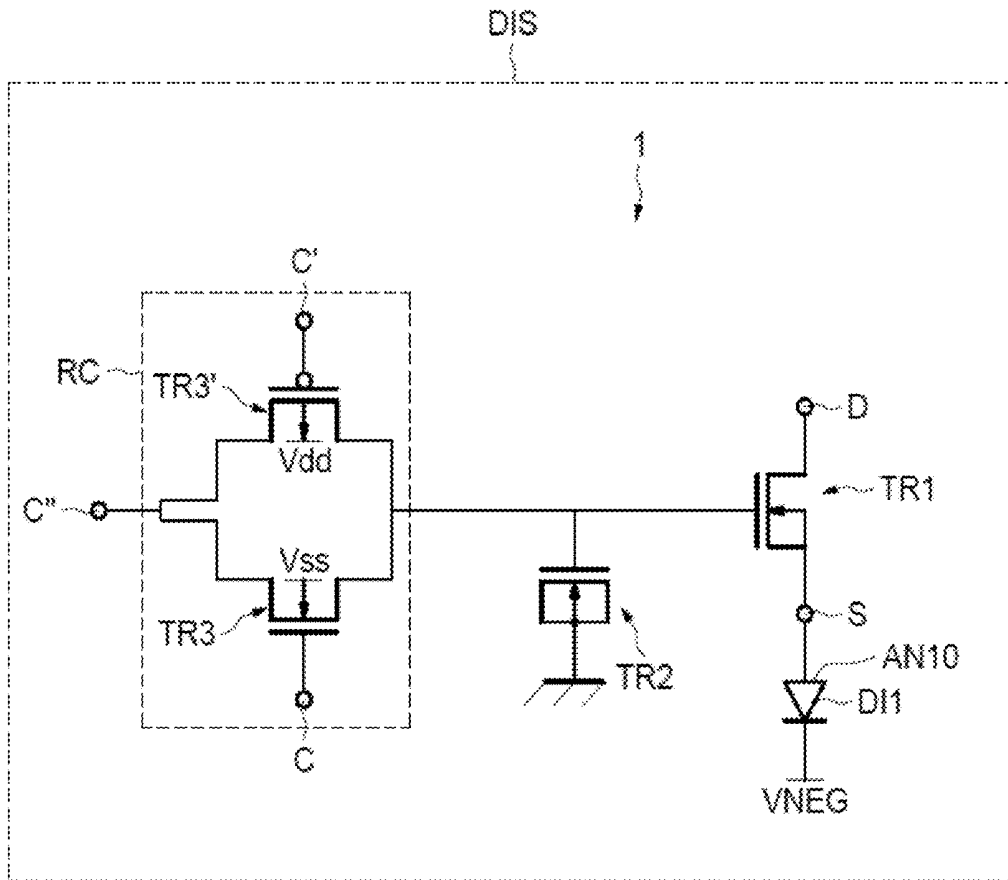 DIS
1
C'
RC
TR3'
Vdd
D
TR1
C"
Vss
TR3
S
TR2
AN10
DI1
C
VNEG